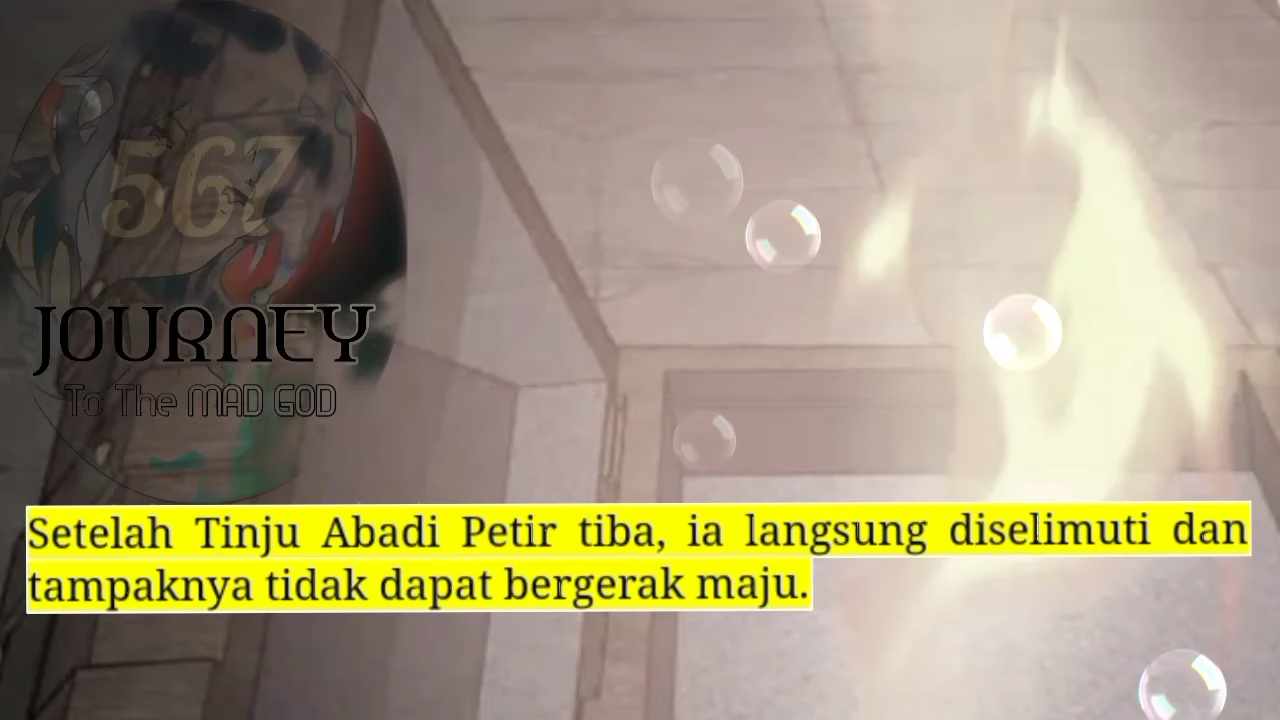 567
JOURNEY
To The MAD GOD
Setelah Tinju Abadi Petir tiba, ia langsung diselimuti dan
tampaknya tidak dapat bergerak maju.